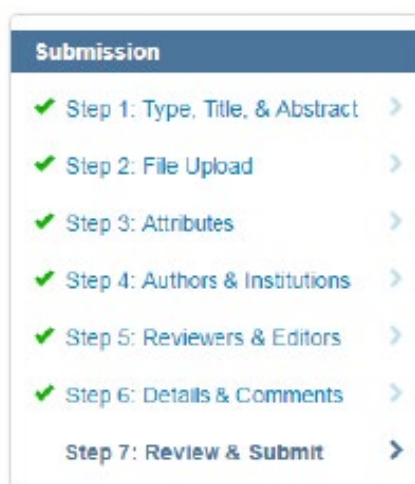 Submission
Step 1: Type, Title, & Abstract
Step 2: File Upload
Step 3: Attributes
Step 4: Authors & Institutions
Step 5: Reviewers & Editors
Step 6: Details & Comments
Step 7: Review & Submit